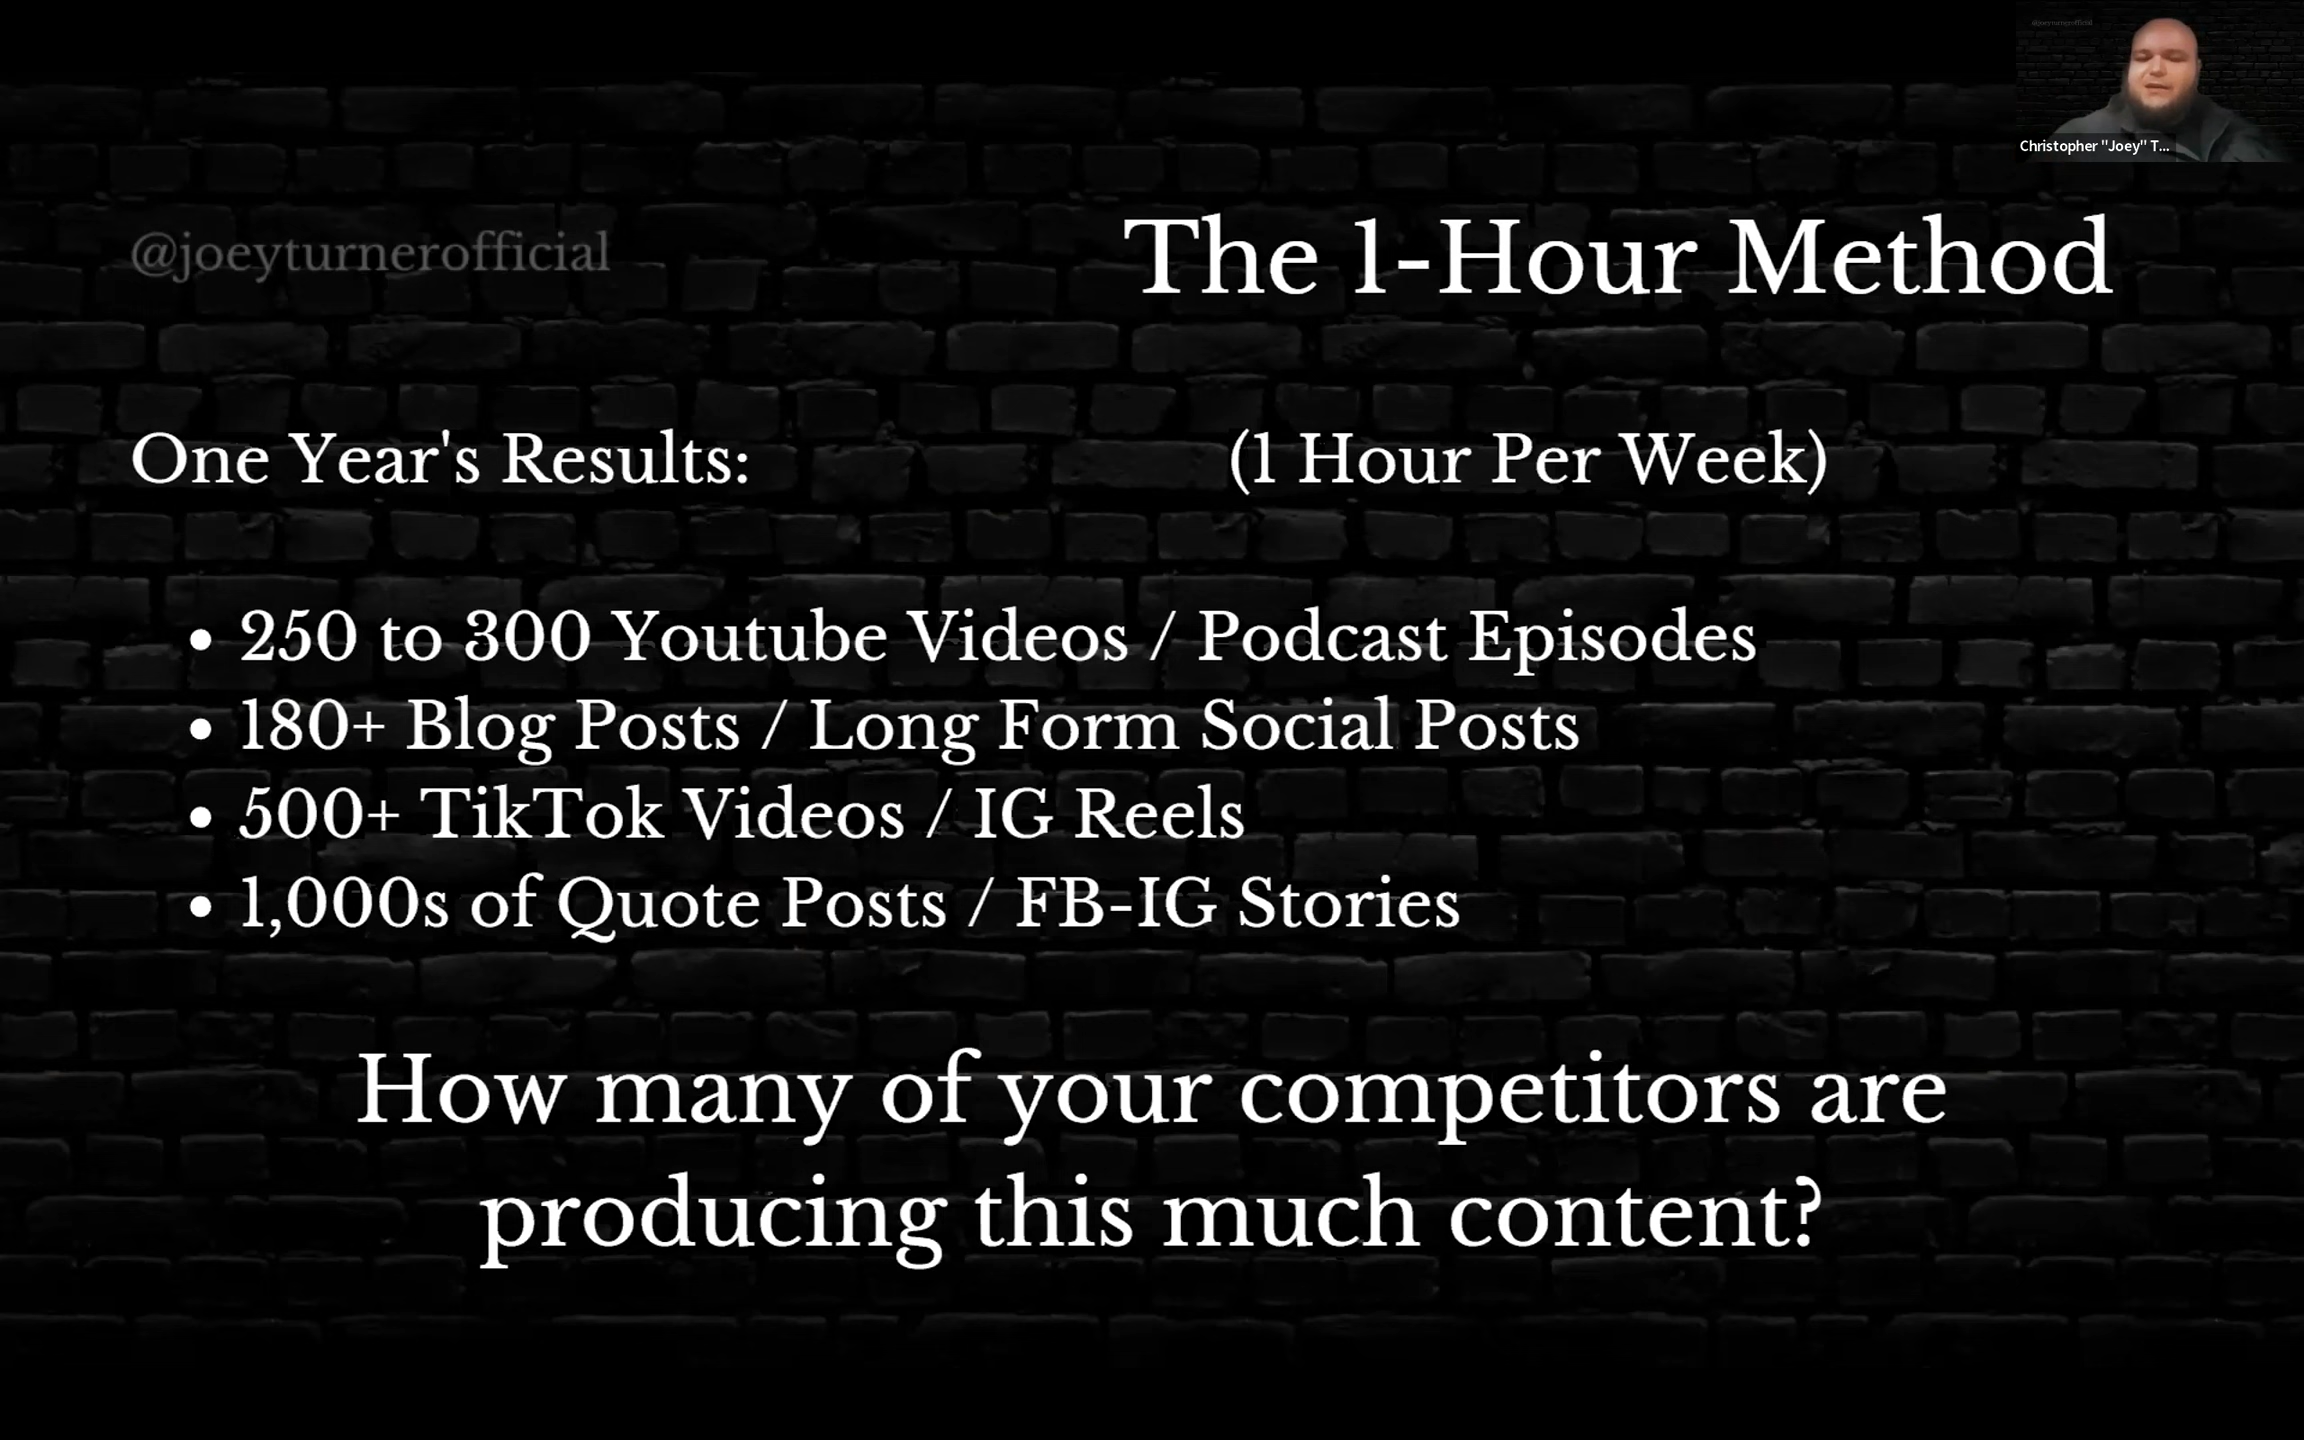 @joeyturnerofficial
Christopher "Joey" T...
@joeyturnerofficial
The 1-Hour Method
One Year's Results:
(1 Hour Per Week)
• 250 to 300 Youtube Videos / Podcast Episodes
• 180+ Blog Posts / Long Form Social Posts
• 500+ TikTok Videos / IG Reels
• 1,000s of Quote Posts / FB-IG Stories
How many of your competitors are
producing this much content?